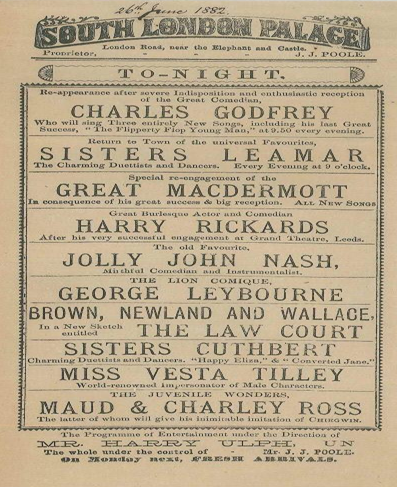 26th June 1882.
SOUTH LONDON PALACE
London Road, near the Elephant and Castle.
Proprietor, - - - J. J. POOLE.
TO-NIGHT.
Re-appearance after severe Indisposition and enthusiastic reception
of the Great Comedian,
CHARLES GODFREY
Who will sing Three entirely New Songs, including his last Great
Success, "The Flipperty Flop Young Man," at 9.50 every evening.
Return to Town of the universal Favourites,
SISTERS LEAMAR
The Charming Duettists and Dancers. Every Evening at 9 o'clock.
Special re-engagement of the
GREAT MACDERMOTT
In consequence of his great success & big reception. ALL NEW SONGS
Great Burlesque Actor and Comedian
HARRY RICKARDS
After his very successful engagement at Grand Theatre, Leeds.
The old Favourite,
JOLLY JOHN NASH,
Mirthful Comedian and Instrumentalist.
THE LION COMIQUE,
GEORGE LEYBOURNE
BROWN, NEWLAND AND WALLACE,
In a New Sketch entitled THE LAW COURT
SISTERS CUTHBERT
Charming Duettists and Dancers. "Happy Eliza," & "Converted Jane."
MISS VESTA TILLEY
World-renowned Impersonator of Male Characters.
THE JUVENILE WONDERS,
MAUD & CHARLEY ROSS
The latter of whom will give his inimitable imitation of CHIRGWIN.
The Programme of Entertainment under the Direction of
MR. HARRY ULPH, UN
The whole under the control of - Mr. J. J. POOLE.
On Monday next, FRESH ARRIVALS.